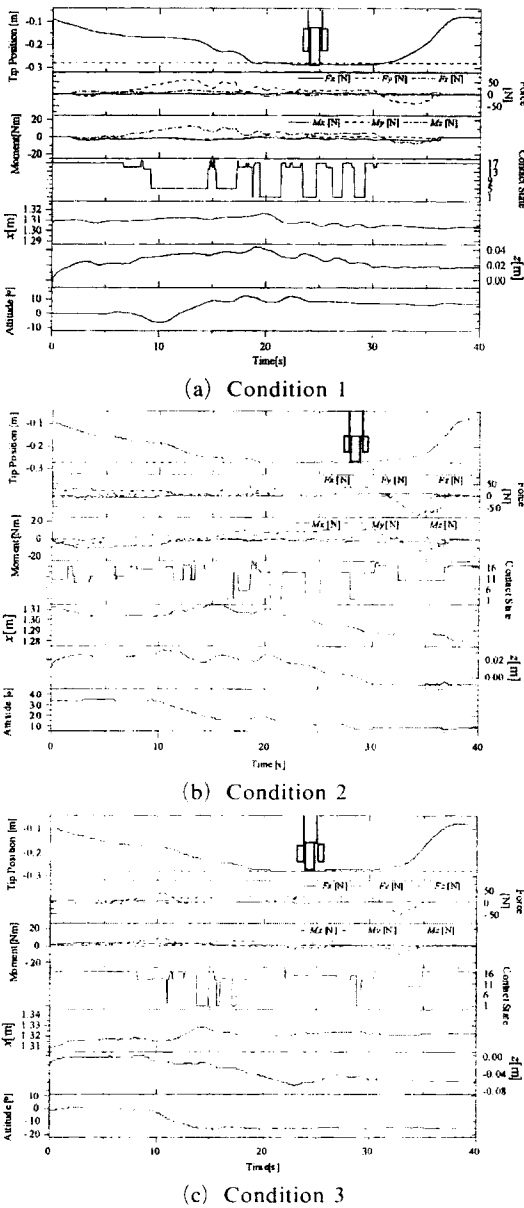 Tip Position [m]
-0.1
-0.2
-0.3
Fx [N] Fy [N] Fz [N]
50
0
-50
Force [N]
Moment[Nm]
20
0
-20
Mx [N] My [N] Mz [N]
Contact State
17
13
1
x[m]
1.32
1.31
1.30
1.29
z[m]
0.04
0.02
0.00
Attitude [º]
10
0
-10
0 10 20 30 40
Time[s]
(a) Condition 1
Tip Position [m]
-0.1
-0.2
-0.3
Fx [N] Fy [N] Fz [N]
50
0
-50
Force [N]
Moment[Nm]
20
0
-20
Mx [N] My [N] Mz [N]
Contact State
16
11
6
1
x[m]
1.31
1.30
1.29
1.28
z[m]
0.02
0.00
Attitude [º]
40
30
20
10
0 10 20 30 40
Time [s]
(b) Condition 2
Tip Position [m]
-0.1
-0.2
-0.3
Fx [N] Fy [N] Fz [N]
50
0
-50
Force [N]
Moment[Nm]
20
0
-20
Mx [N] My [N] Mz [N]
Contact State
16
11
6
1
x[m]
1.34
1.33
1.32
1.31
z[m]
0.00
-0.04
-0.08
Attitude [º]
10
0
-10
-20
0 10 20 30 40
Time[s]
(c) Condition 3